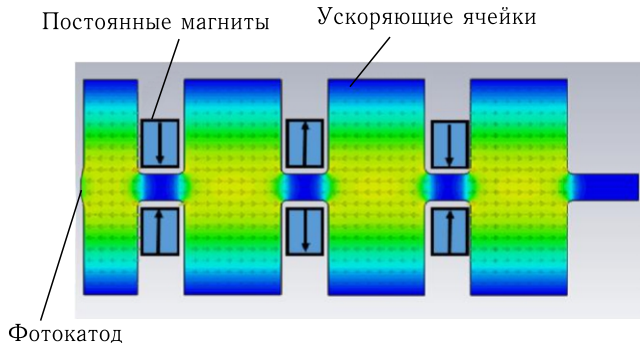 Постоянные магниты
Ускоряющие ячейки
Фотокатод